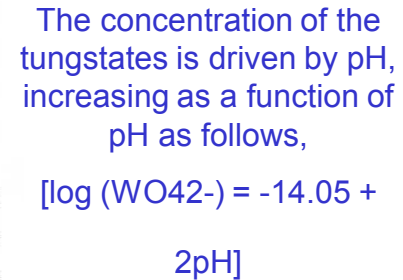 The concentration of the
tungstates is driven by pH,
increasing as a function of
pH as follows,
[log (WO42-) = -14.05 +
2pH]